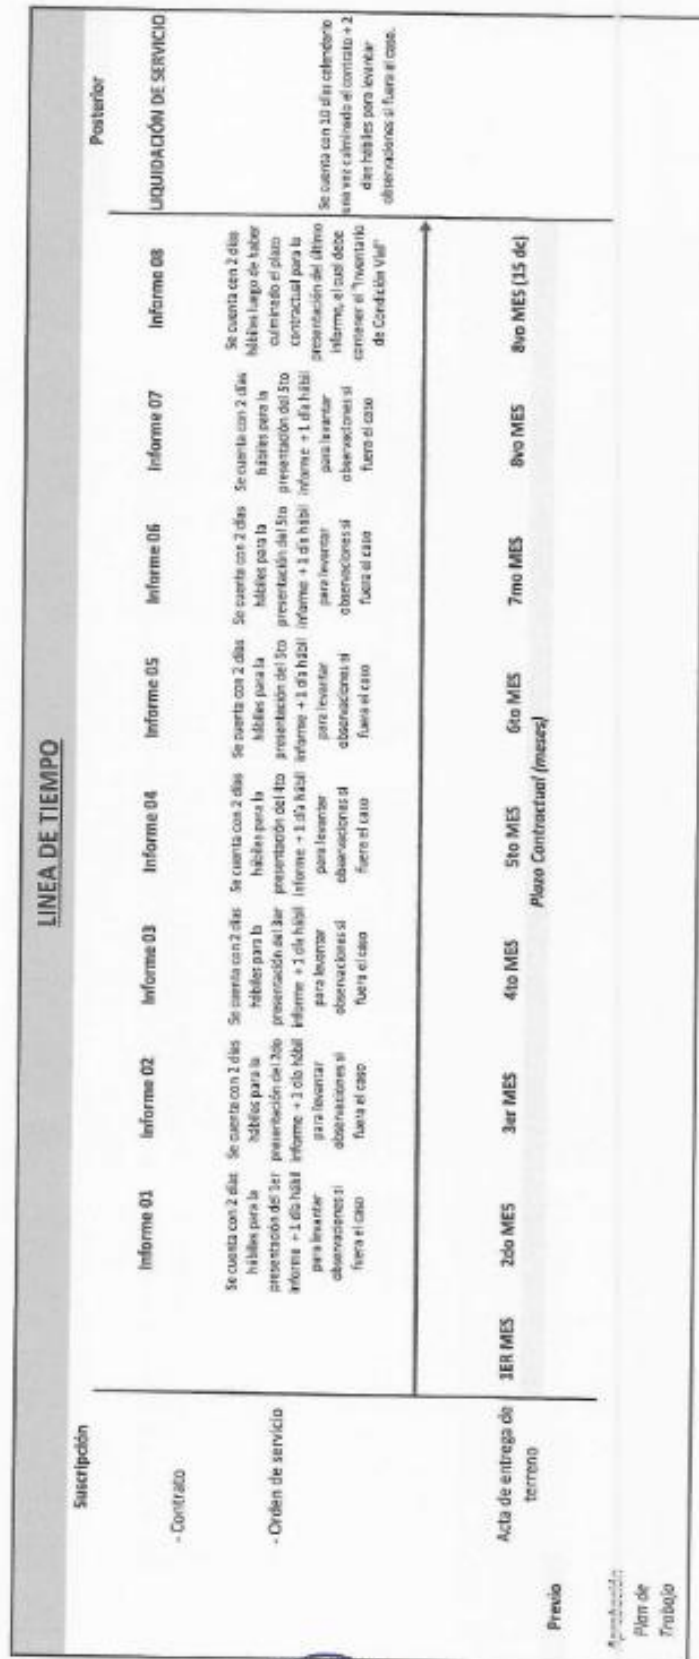 LINEA DE TIEMPO
Suscripción
Posterior
- Contrato
Informe 01
Informe 02
Informe 03
Informe 04
Informe 05
Informe 06
Informe 07
Informe 08
LIQUIDACIÓN DE SERVICIO
- Orden de servicio
Se cuenta con 2 días
hábiles para la
presentación del 1er
informe + 1 día hábil
para levantar
observaciones si
fuera el caso
Se cuenta con 2 días
hábiles para la
presentación del 2do
informe + 1 día hábil
para levantar
observaciones si
fuera el caso
Se cuenta con 2 días
hábiles para la
presentación del 3er
informe + 1 día hábil
para levantar
observaciones si
fuera el caso
Se cuenta con 2 días
hábiles para la
presentación del 4to
informe + 1 día hábil
para levantar
observaciones si
fuera el caso
Se cuenta con 2 días
hábiles para la
presentación del 5to
informe + 1 día hábil
para levantar
observaciones si
fuera el caso
Se cuenta con 2 días
hábiles para la
presentación del 5to
informe + 1 día hábil
para levantar
observaciones si
fuera el caso
Se cuenta con 2 días
hábiles para la
presentación del 5to
informe + 1 día hábil
para levantar
observaciones si
fuera el caso
Se cuenta con 2 días
hábiles luego de haber
culminado el plazo
contractual para la
presentación del último
informe, el cual debe
contener el "Inventario
de Condición Vial"
Se cuenta con 10 días calendario
una vez calminado el contrato + 2
días hábiles para levantar
observaciones si fuera el caso.
Acta de entrega de
terreno
1ER MES
2do MES
3er MES
4to MES
5to MES
6to MES
7mo MES
8vo MES
8vo MES (15 dc)
Plazo Contractual (meses)
Previo
Aprobación
Plan de
Trabajo